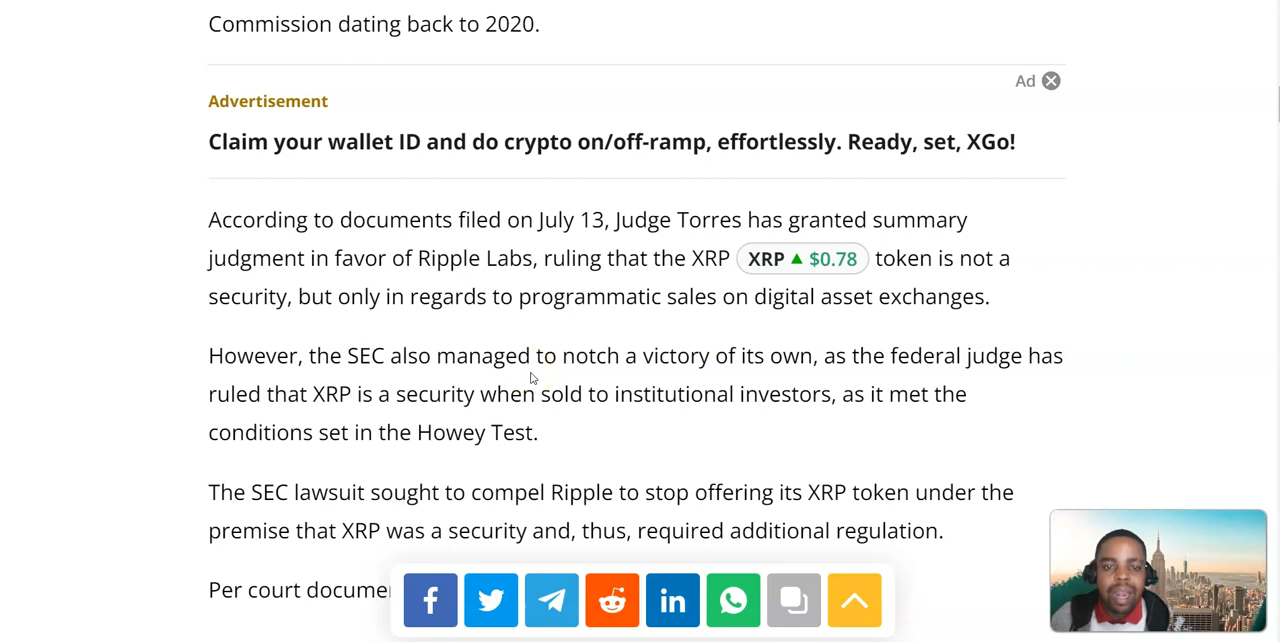 Commission dating back to 2020.
Ad
Advertisement
Claim your wallet ID and do crypto on/off-ramp, effortlessly. Ready, set, XGo!
According to documents filed on July 13, Judge Torres has granted summary
judgment in favor of Ripple Labs, ruling that the XRP XRP ▲ $0.78 token is not a
security, but only in regards to programmatic sales on digital asset exchanges.
However, the SEC also managed to notch a victory of its own, as the federal judge has
ruled that XRP is a security when sold to institutional investors, as it met the
conditions set in the Howey Test.
The SEC lawsuit sought to compel Ripple to stop offering its XRP token under the
premise that XRP was a security and, thus, required additional regulation.
Per court